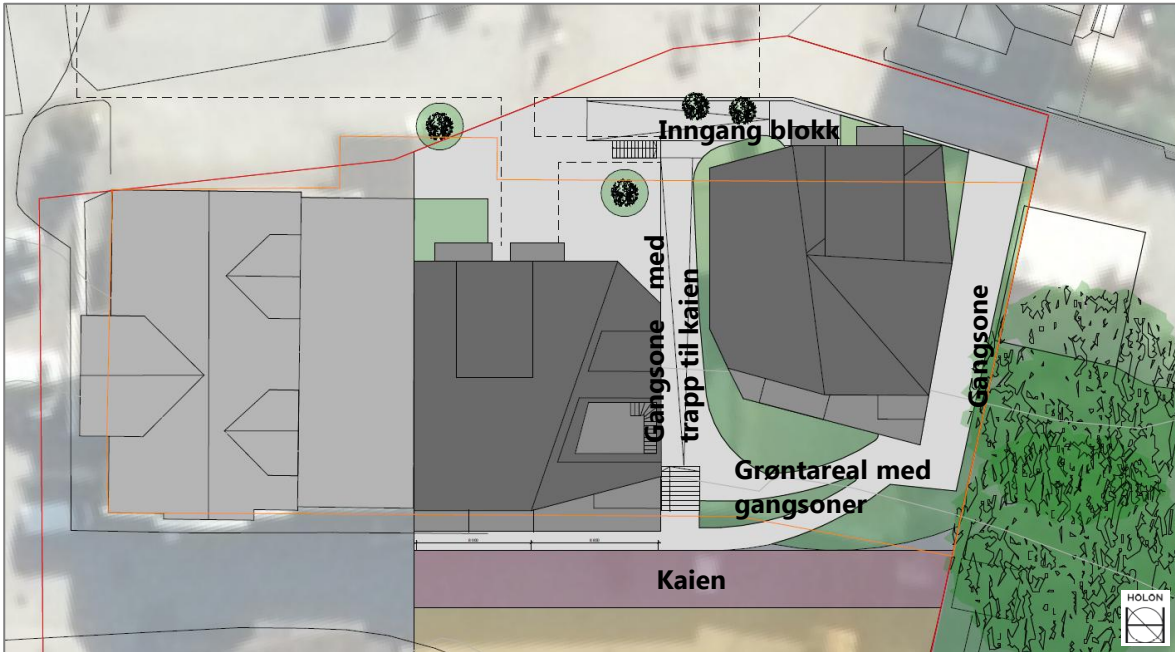 Inngang blokk
Gangsone med
trapp til kaien
Gangsone
Grøntareal med
gangsoner
Kaien
HOLON